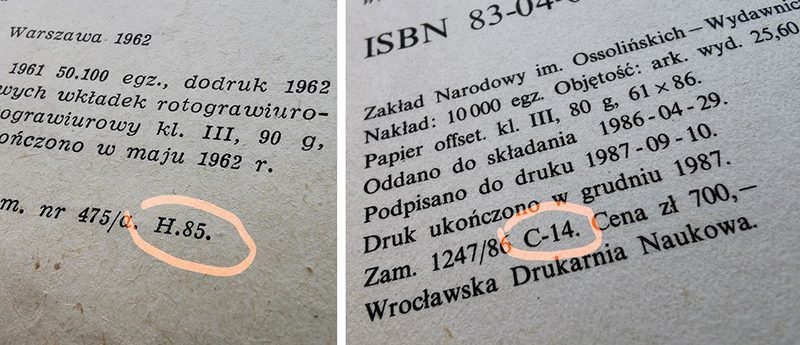 Warszawa 1962
1961 50.100 egz., dodruk 1962
wych wkładek rotograwiuro-
ograwiurowy kl. III, 90 g,
ończono w maju 1962 r.
m. nr 475/a. H.85.
ISBN 83-04-
Zakład Narodowy im. Ossolińskich – Wydawnic
Nakład: 10 000 egz. Objętość: ark. wyd. 25,60
Papier offset. kl. III, 80 g, 61 × 86.
Oddano do składania 1986-04-29.
Podpisano do druku 1987-09-10.
Druk ukończono w grudniu 1987.
Zam. 1247/86 C-14. Cena zł 700,–
Wrocławska Drukarnia Naukowa.